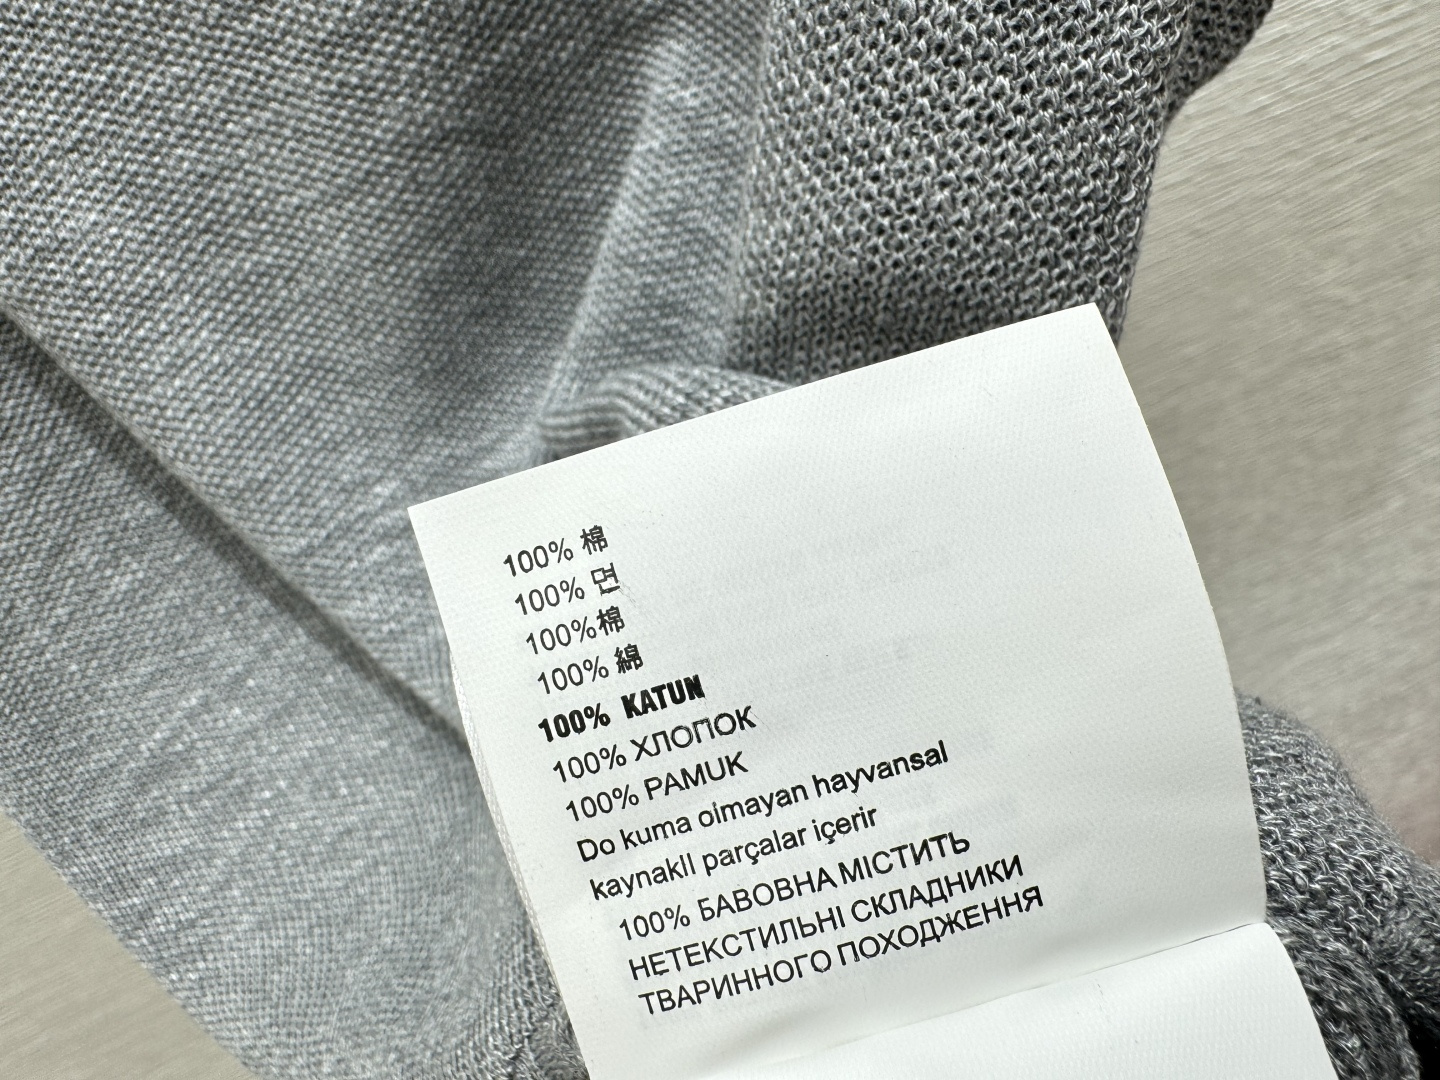 100% 棉
100% 면
100%棉
100% 綿
100% KATUN
100% ХЛОПОК
100% PAMUK
Do kuma olmayan hayvansal
kaynakll parçalar içerir
100% БАВОВНА МІСТИТЬ
НЕТЕКСТИЛЬНІ СКЛАДНИКИ
ТВАРИННОГО ПОХОДЖЕННЯ